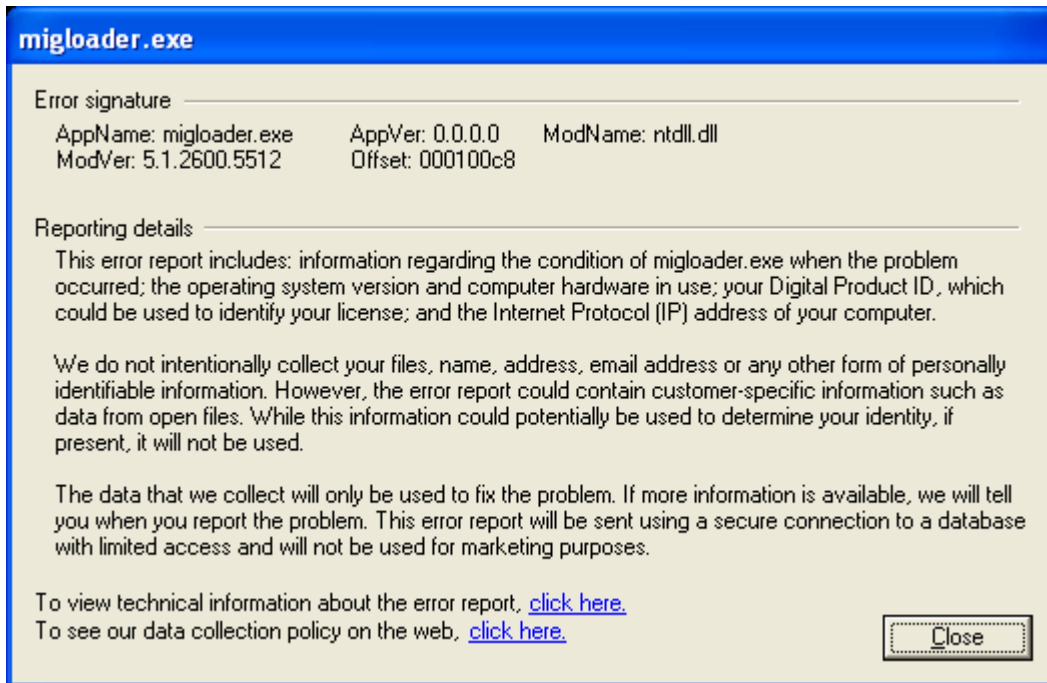 migloader.exe
Error signature
AppName: migloader.exe AppVer: 0.0.0.0 ModName: ntdll.dll
ModVer: 5.1.2600.5512 Offset: 000100c8
Reporting details
This error report includes: information regarding the condition of migloader.exe when the problem
occurred; the operating system version and computer hardware in use; your Digital Product ID, which
could be used to identify your license; and the Internet Protocol (IP) address of your computer.
We do not intentionally collect your files, name, address, email address or any other form of personally
identifiable information. However, the error report could contain customer-specific information such as
data from open files. While this information could potentially be used to determine your identity, if
present, it will not be used.
The data that we collect will only be used to fix the problem. If more information is available, we will tell
you when you report the problem. This error report will be sent using a secure connection to a database
with limited access and will not be used for marketing purposes.
To view technical information about the error report, click here.
To see our data collection policy on the web, click here.
Close